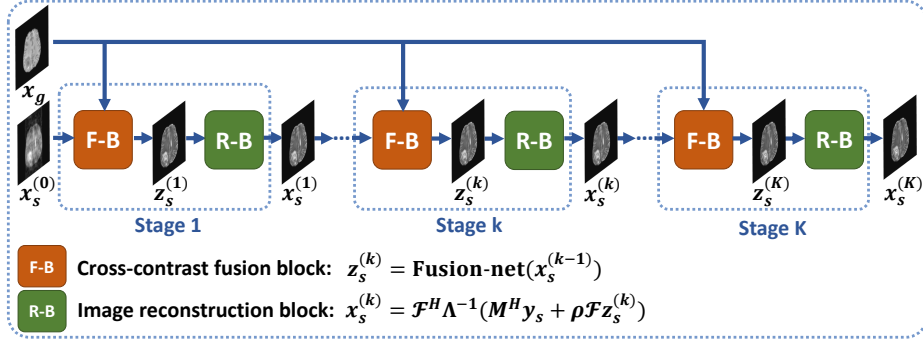 x_g
F-B R-B F-B R-B F-B R-B
x_s^{(0)} z_s^{(1)} x_s^{(1)} z_s^{(k)} x_s^{(k)} z_s^{(K)} x_s^{(K)}
Stage 1 Stage k Stage K
F-B Cross-contrast fusion block: z_s^{(k)} = Fusion-net(x_s^{(k-1)})
R-B Image reconstruction block: x_s^{(k)} = ℱ^H Λ^{-1}(M^H y_s + ρℱz_s^{(k)})